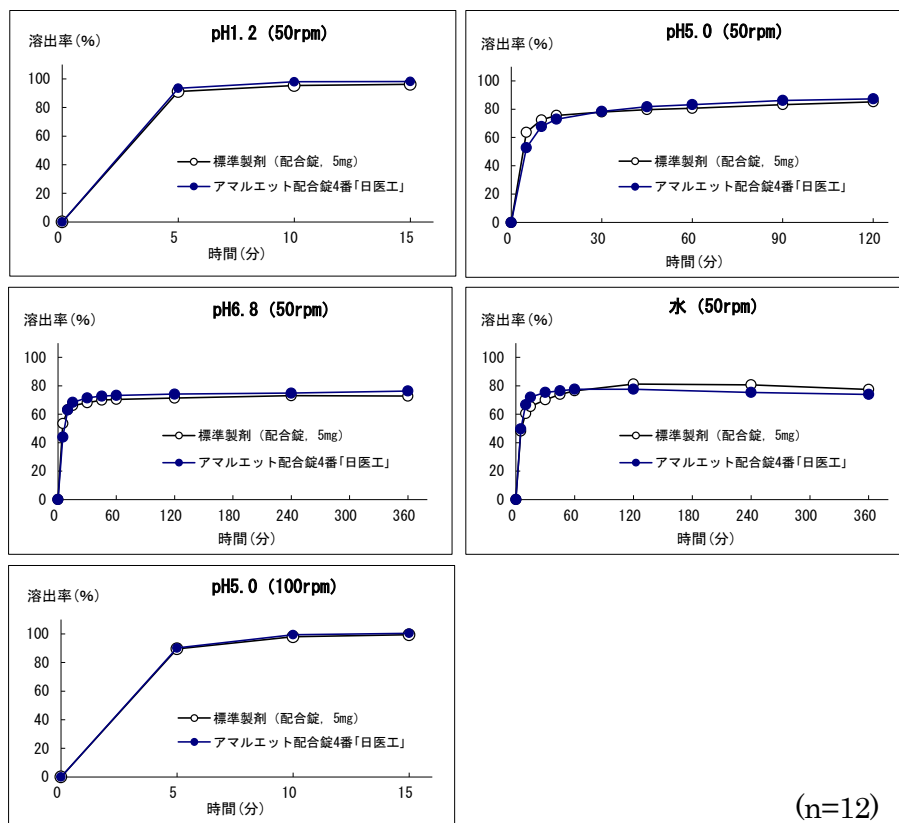 pH1.2 (50rpm)
溶出率(%)
100
80
60
40
20
0
標準製剤 (配合錠, 5mg)
アマルエット配合錠4番「日医工」
0 5 10 15
時間(分)
pH5.0 (50rpm)
溶出率(%)
100
80
60
40
20
0
標準製剤 (配合錠, 5mg)
アマルエット配合錠4番「日医工」
0 30 60 90 120
時間(分)
pH6.8 (50rpm)
溶出率(%)
100
80
60
40
20
0
標準製剤 (配合錠, 5mg)
アマルエット配合錠4番「日医工」
0 60 120 180 240 300 360
時間(分)
水 (50rpm)
溶出率(%)
100
80
60
40
20
0
標準製剤 (配合錠, 5mg)
アマルエット配合錠4番「日医工」
0 60 120 180 240 300 360
時間(分)
pH5.0 (100rpm)
溶出率(%)
100
80
60
40
20
0
標準製剤 (配合錠, 5mg)
アマルエット配合錠4番「日医工」
0 5 10 15
時間(分)
(n=12)